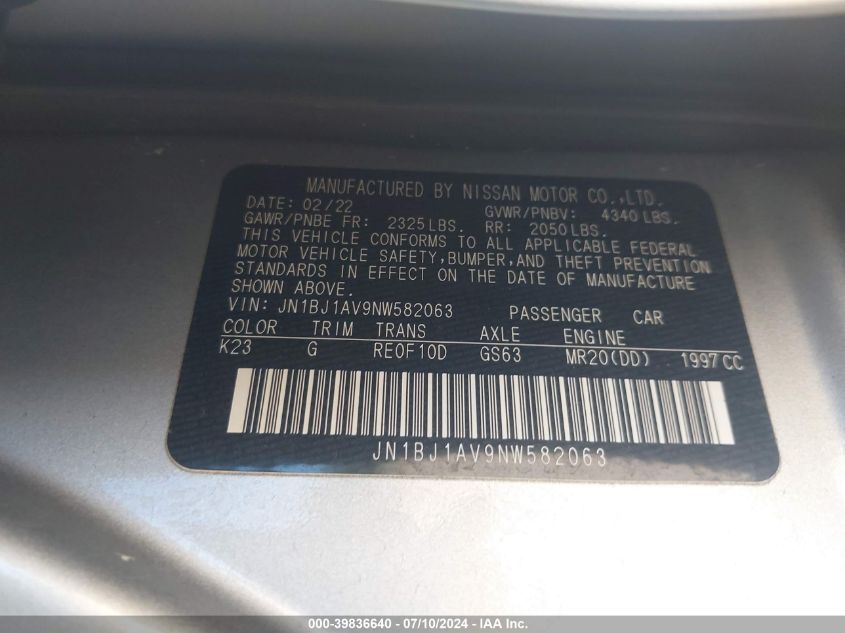 MANUFACTURED BY NISSAN MOTOR CO.,LTD.
DATE: 02/22 GVWR/PNBV: 4340 LBS.
GAWR/PNBE FR: 2325 LBS. RR: 2050 LBS.
THIS VEHICLE CONFORMS TO ALL APPLICABLE FEDERAL
MOTOR VEHICLE SAFETY, BUMPER, AND THEFT PREVENTION
STANDARDS IN EFFECT ON THE DATE OF MANUFACTURE
SHOWN ABOVE.
VIN: JN1BJ1AV9NW582063 PASSENGER CAR
COLOR TRIM TRANS AXLE ENGINE
K23 G RE0F10D GS63 MR20(DD) 1997 CC
JN1BJ1AV9NW582063
000-39836640 - 07/10/2024 - IAA Inc.